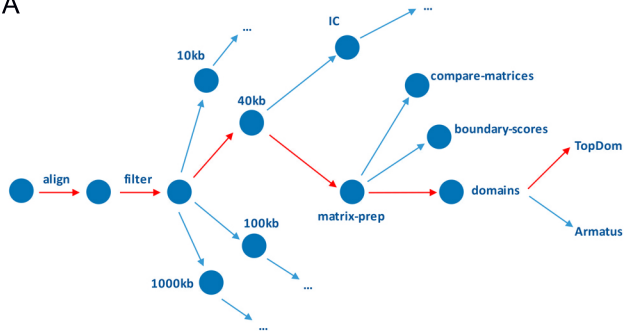 A
IC
...
...
10kb
compare-matrices
40kb
boundary-scores
TopDom
align
filter
domains
matrix-prep
100kb
Armatus
1000kb
...
...